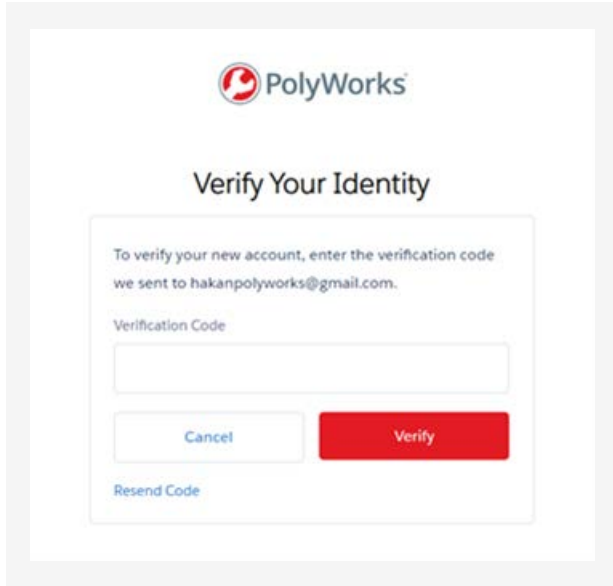 PolyWorks
Verify Your Identity
To verify your new account, enter the verification code
we sent to hakanpolyworks@gmail.com.
Verification Code
Cancel
Verify
Resend Code